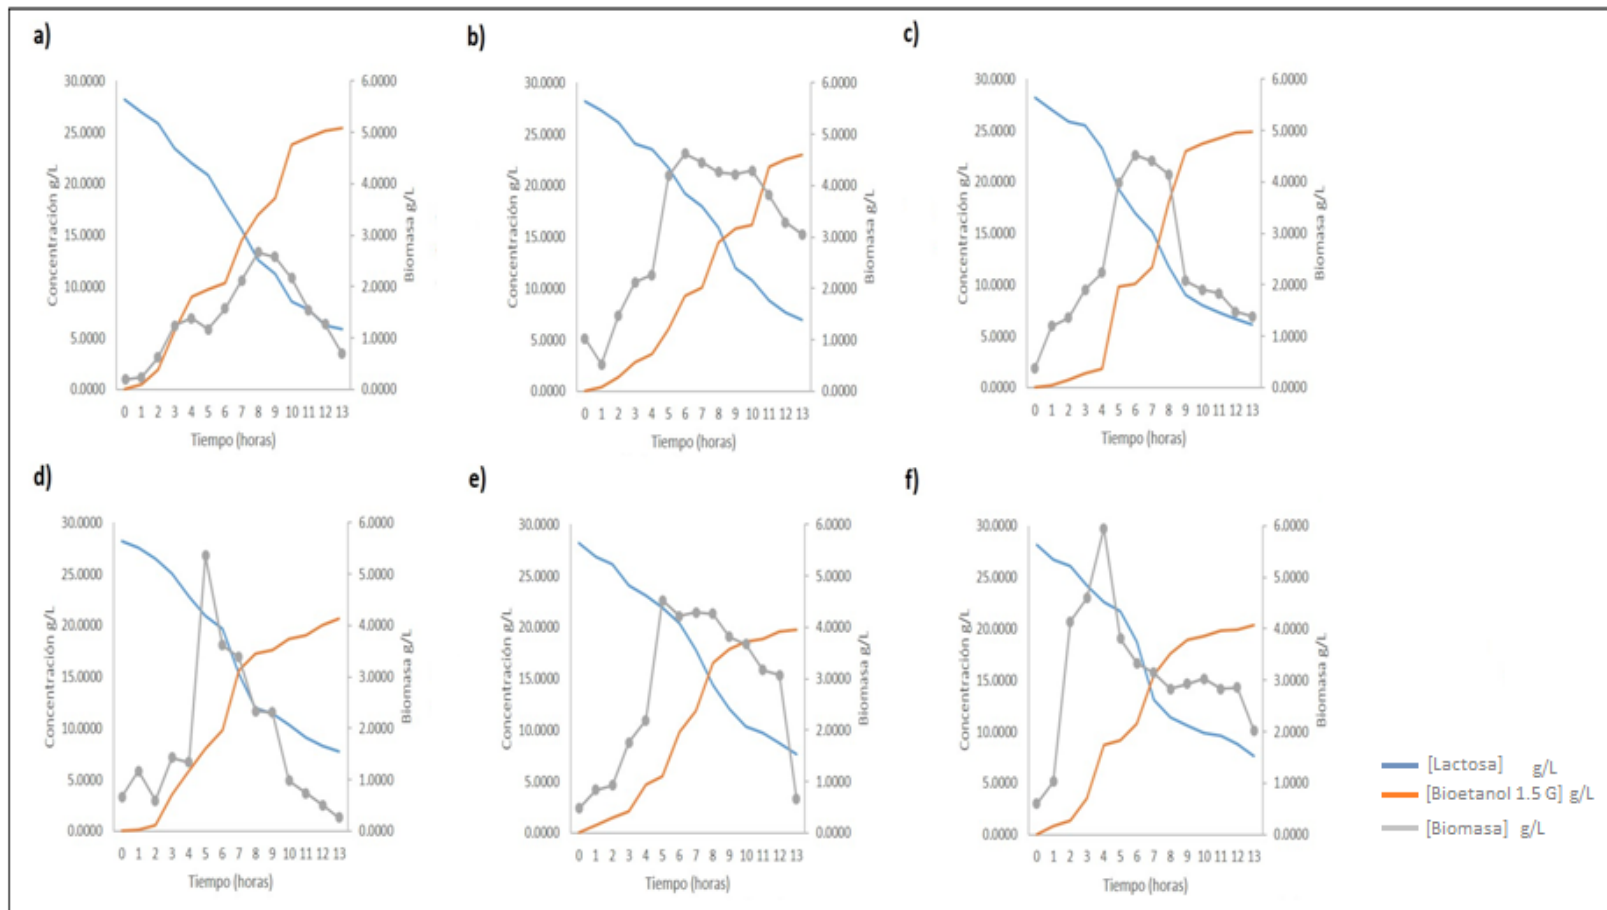 a)
30.0000
25.0000
20.0000
15.0000
10.0000
5.0000
0.0000
Concentración g/L
6.0000
5.0000
4.0000
3.0000
2.0000
1.0000
0.0000
Biomasa g/L
0 1 2 3 4 5 6 7 8 9 10 11 12 13
Tiempo (horas)
b)
30.0000
25.0000
20.0000
15.0000
10.0000
5.0000
0.0000
Concentración g/L
6.0000
5.0000
4.0000
3.0000
2.0000
1.0000
0.0000
Biomasa g/L
0 1 2 3 4 5 6 7 8 9 10 11 12 13
Tiempo (horas)
c)
30.0000
25.0000
20.0000
15.0000
10.0000
5.0000
0.0000
Concentración g/L
6.0000
5.0000
4.0000
3.0000
2.0000
1.0000
0.0000
Biomasa g/L
0 1 2 3 4 5 6 7 8 9 10 11 12 13
Tiempo (horas)
d)
30.0000
25.0000
20.0000
15.0000
10.0000
5.0000
0.0000
Concentración g/L
6.0000
5.0000
4.0000
3.0000
2.0000
1.0000
0.0000
Biomasa g/L
0 1 2 3 4 5 6 7 8 9 10 11 12 13
Tiempo (horas)
e)
30.0000
25.0000
20.0000
15.0000
10.0000
5.0000
0.0000
Concentración g/L
6.0000
5.0000
4.0000
3.0000
2.0000
1.0000
0.0000
Biomasa g/L
0 1 2 3 4 5 6 7 8 9 10 11 12 13
Tiempo (horas)
f)
30.0000
25.0000
20.0000
15.0000
10.0000
5.0000
0.0000
Concentración g/L
6.0000
5.0000
4.0000
3.0000
2.0000
1.0000
0.0000
Biomasa g/L
0 1 2 3 4 5 6 7 8 9 10 11 12 13
Tiempo (horas)
[Lactosa] g/L
[Bioetanol 1.5 G] g/L
[Biomasa] g/L